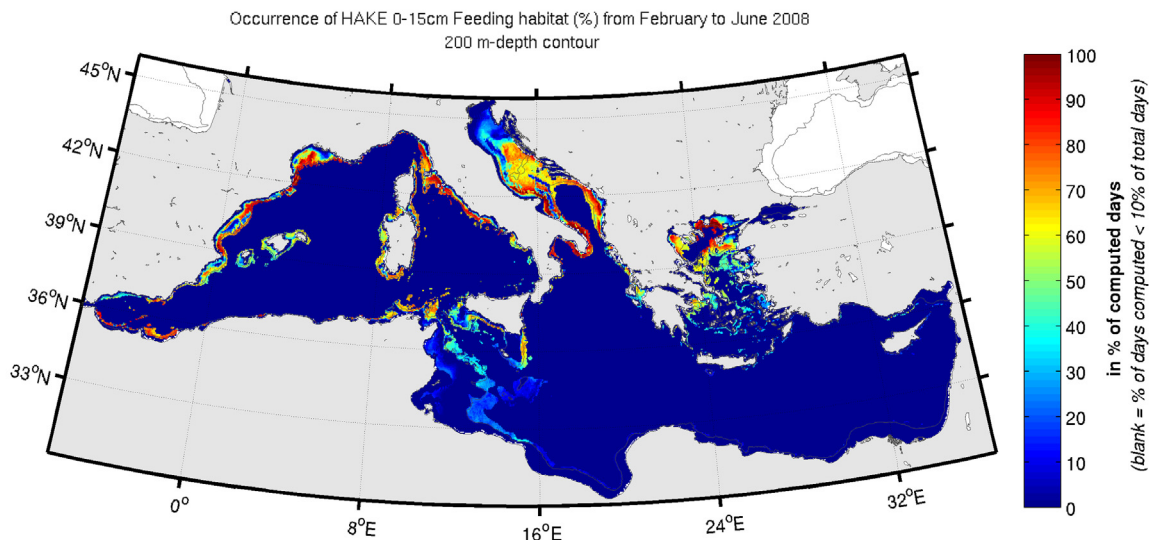 Occurrence of HAKE 0-15cm Feeding habitat (%) from February to June 2008
200 m-depth contour
45°N
42°N
39°N
36°N
33°N
0°
8°E
16°E
24°E
32°E
100
90
80
70
60
50
40
30
20
10
0
in % of computed days
(blank = % of days computed < 10% of total days)